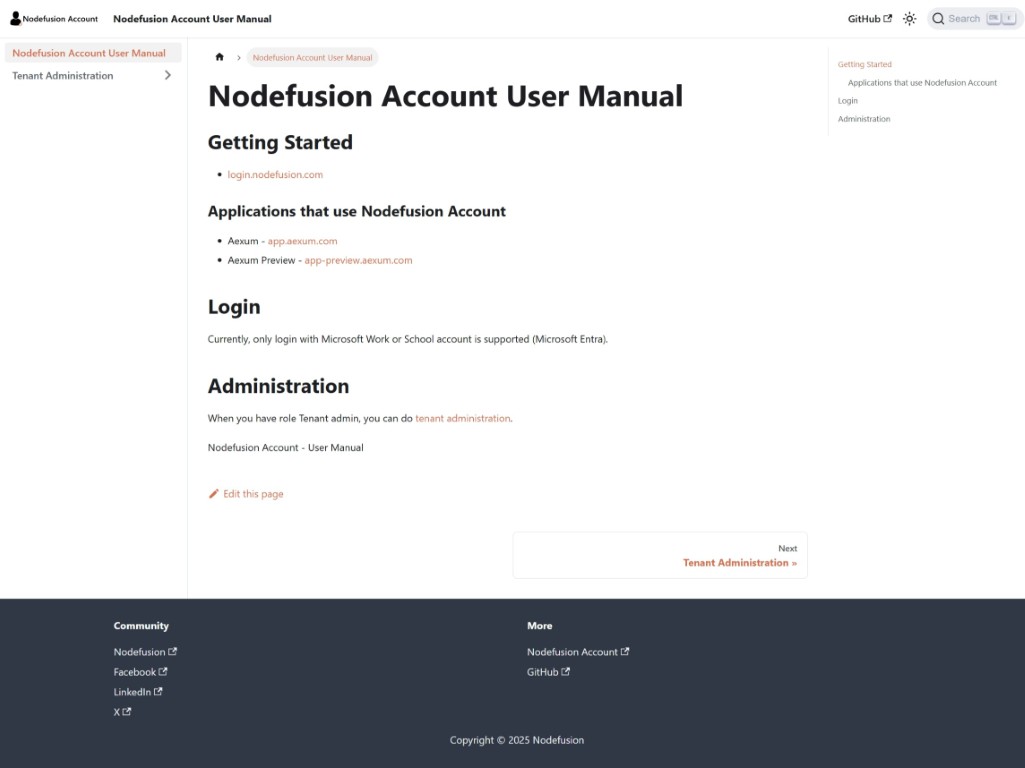 Nodefusion Account
Nodefusion Account User Manual
GitHub
Search
Nodefusion Account User Manual
Tenant Administration
Nodefusion Account User Manual
Nodefusion Account User Manual
Getting Started
login.nodefusion.com
Applications that use Nodefusion Account
Aexum - app.aexum.com
Aexum Preview - app-preview.aexum.com
Login
Currently, only login with Microsoft Work or School account is supported (Microsoft Entra).
Administration
When you have role Tenant admin, you can do tenant administration.
Nodefusion Account - User Manual
Edit this page
Next
Tenant Administration »
Getting Started
Applications that use Nodefusion Account
Login
Administration
Community
Nodefusion
Facebook
LinkedIn
X
More
Nodefusion Account
GitHub
Copyright © 2025 Nodefusion